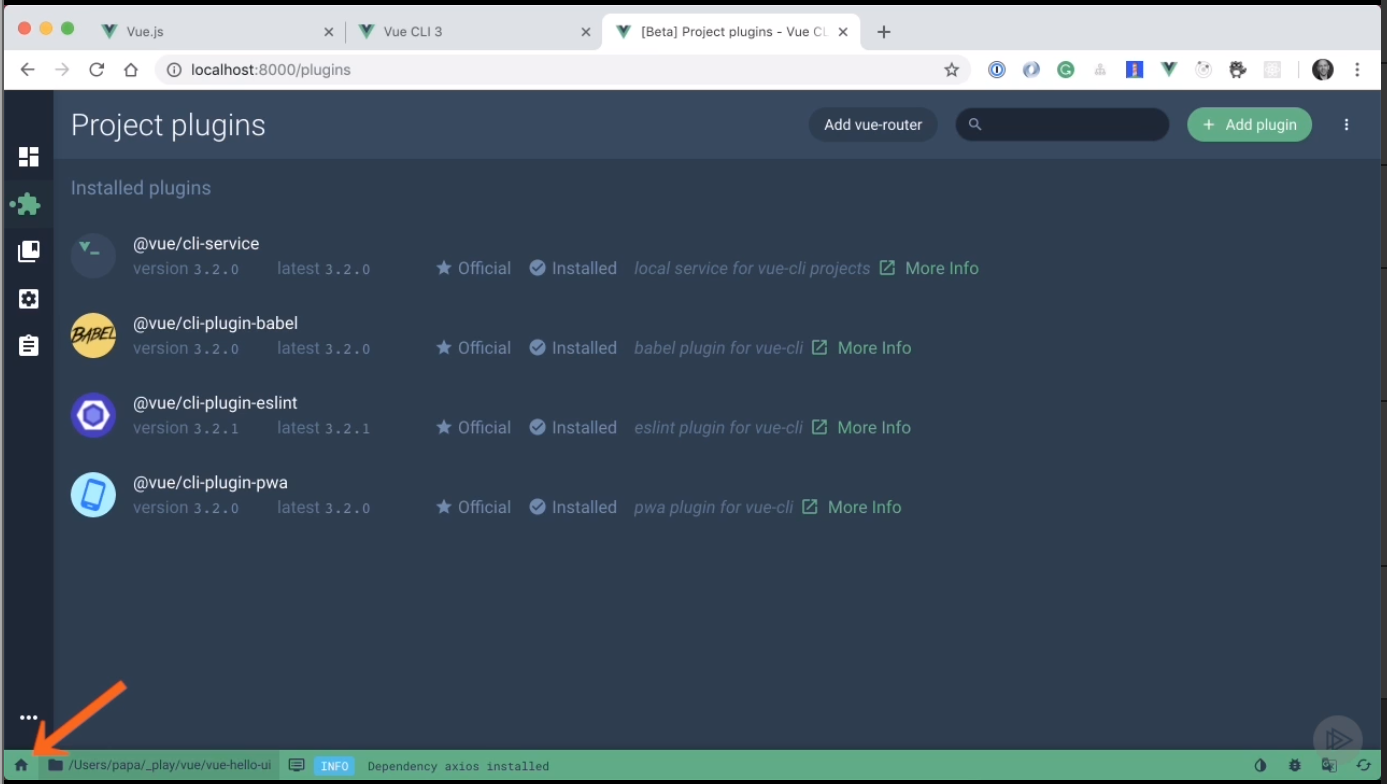 Vue.js
Vue CLI 3
[Beta] Project plugins - Vue CL
localhost:8000/plugins
Project plugins
Add vue-router
+ Add plugin
Installed plugins
@vue/cli-service
version 3.2.0 latest 3.2.0 Official Installed local service for vue-cli projects More Info
BABEL
@vue/cli-plugin-babel
version 3.2.0 latest 3.2.0 Official Installed babel plugin for vue-cli More Info
@vue/cli-plugin-eslint
version 3.2.1 latest 3.2.1 Official Installed eslint plugin for vue-cli More Info
@vue/cli-plugin-pwa
version 3.2.0 latest 3.2.0 Official Installed pwa plugin for vue-cli More Info
/Users/papa/_play/vue/vue-hello-ui INFO Dependency axios installed